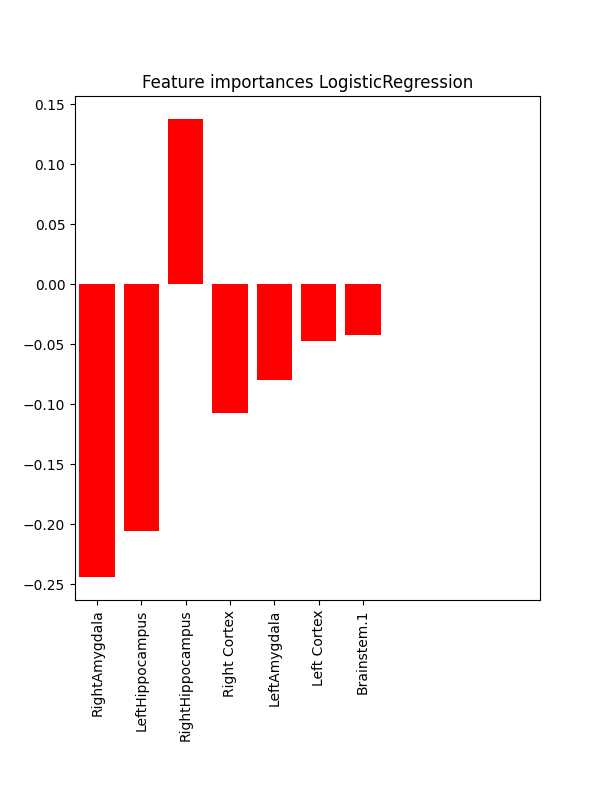 Feature importances LogisticRegression
0.15
0.10
0.05
0.00
−0.05
−0.10
−0.15
−0.20
−0.25
RightAmygdala
LeftHippocampus
RightHippocampus
Right Cortex
LeftAmygdala
Left Cortex
Brainstem.1